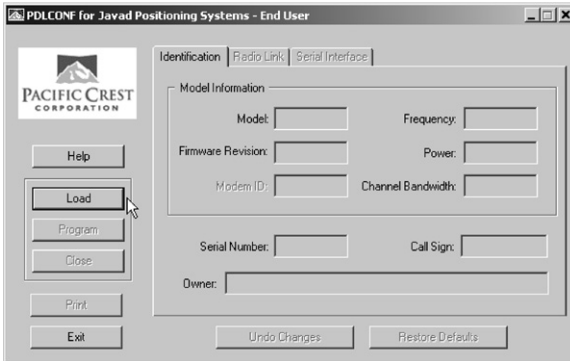 PDLCONF for Javad Positioning Systems - End User
Identification Radio Link Serial Interface
PACIFIC CREST
CORPORATION
Model Information
Model: Frequency:
Firmware Revision: Power:
Modem ID: Channel Bandwidth:
Serial Number: Call Sign:
Owner:
Help
Load
Program
Close
Print
Exit
Undo Changes Restore Defaults